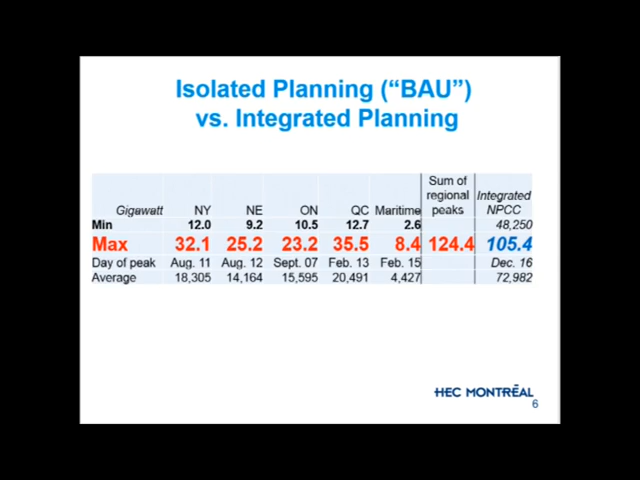 Isolated Planning (“BAU”)
vs. Integrated Planning
Sum of
regional Integrated
Gigawatt NY NE ON QC Maritime peaks NPCC
Min 12.0 9.2 10.5 12.7 2.6 48,250
Max 32.1 25.2 23.2 35.5 8.4 124.4 105.4
Day of peak Aug. 11 Aug. 12 Sept. 07 Feb. 13 Feb. 15 Dec. 16
Average 18,305 14,164 15,595 20,491 4,427 72,982
HEC MONTRÉAL
6